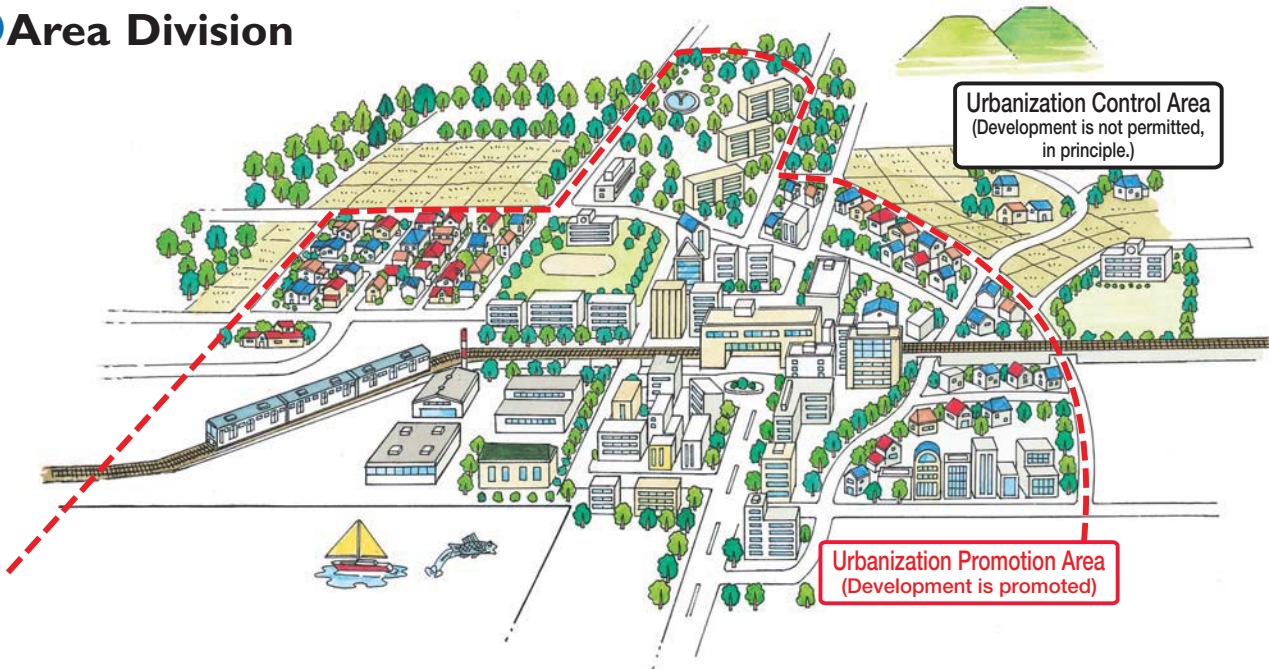 Area Division
Urbanization Control Area
(Development is not permitted,
in principle.)
Urbanization Promotion Area
(Development is promoted)